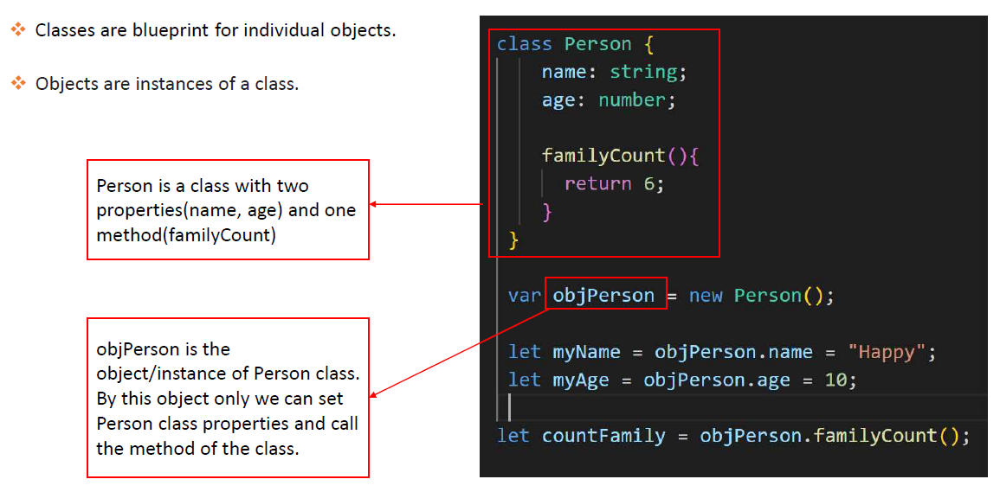 Classes are blueprint for individual objects.
Objects are instances of a class.
Person is a class with two
properties(name, age) and one
method(familyCount)
objPerson is the
object/instance of Person class.
By this object only we can set
Person class properties and call
the method of the class.
class Person {
name: string;
age: number;
familyCount(){
return 6;
}
}
var objPerson = new Person();
let myName = objPerson.name = "Happy";
let myAge = objPerson.age = 10;
let countFamily = objPerson.familyCount();